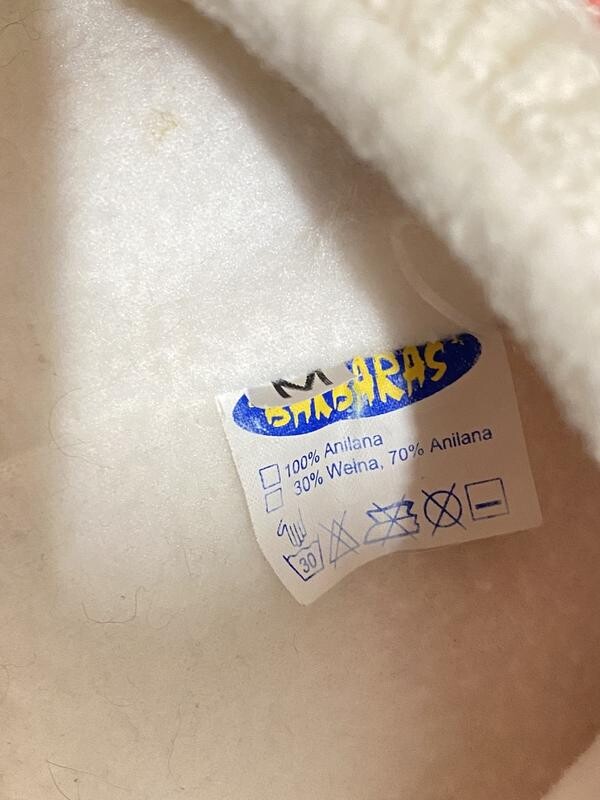 M
BARBARAS
100% Anilana
30% Wełna, 70% Anilana
30